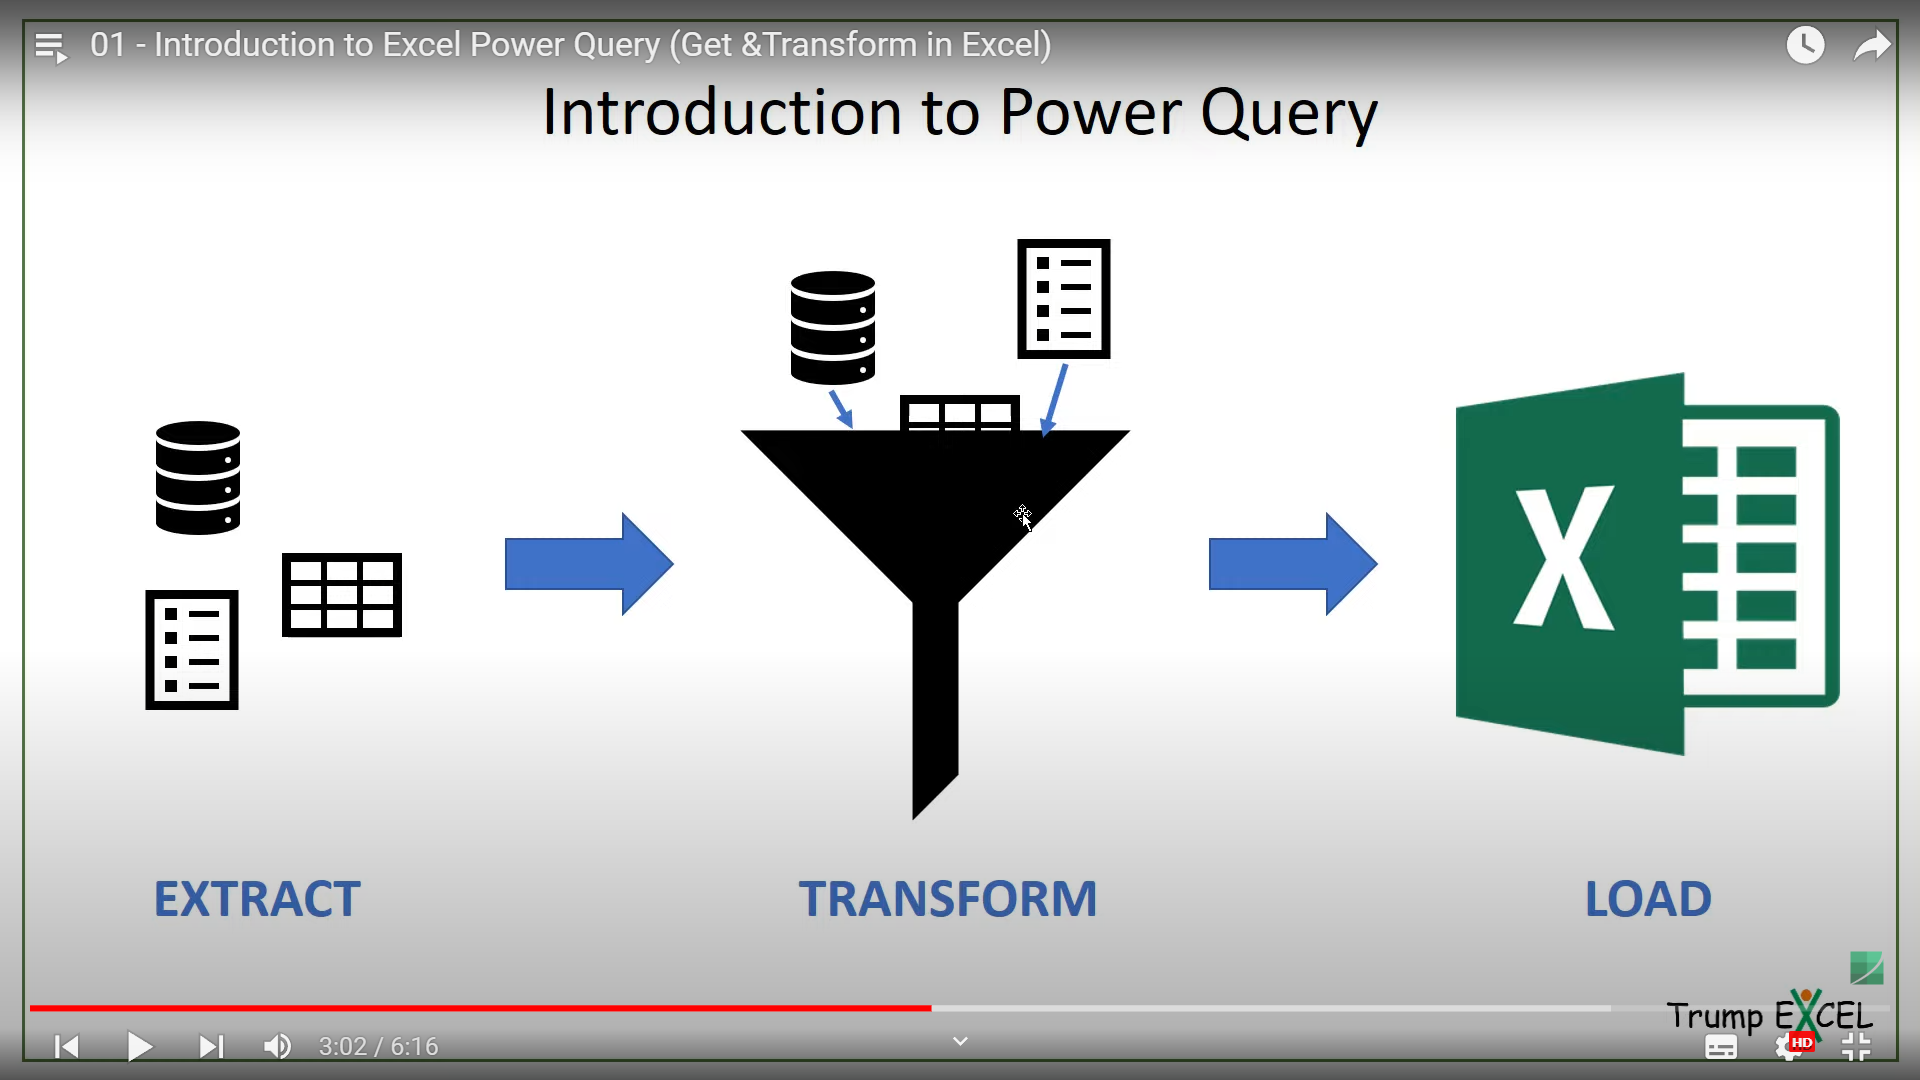 01 - Introduction to Excel Power Query (Get &Transform in Excel)
Introduction to Power Query
X
EXTRACT
TRANSFORM
LOAD
Trump EXCEL
3:02 / 6:16
HD